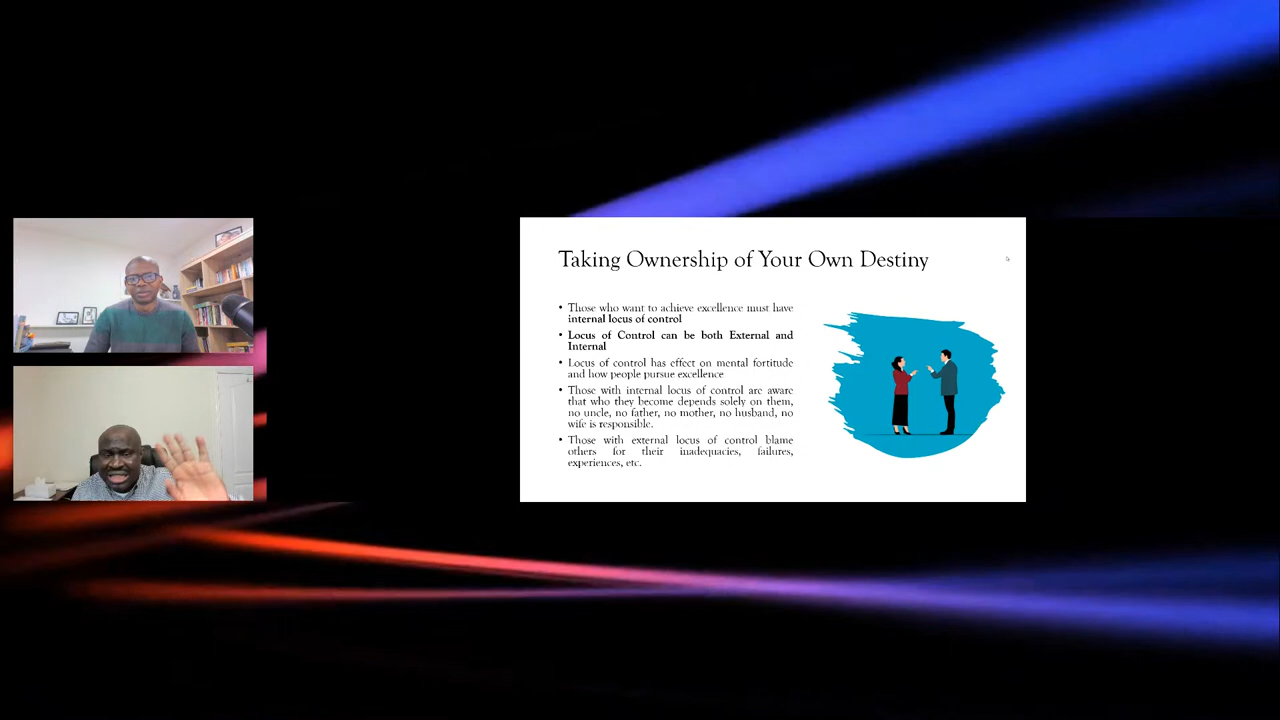 Taking Ownership of Your Own Destiny
• Those who want to achieve excellence must have
internal locus of control
• Locus of Control can be both External and
Internal
• Locus of control has effect on mental fortitude
and how people pursue excellence
• Those with internal locus of control are aware
that who they become depends solely on them,
no uncle, no father, no mother, no husband, no
wife is responsible.
• Those with external locus of control blame
others for their inadequacies, failures,
experiences, etc.